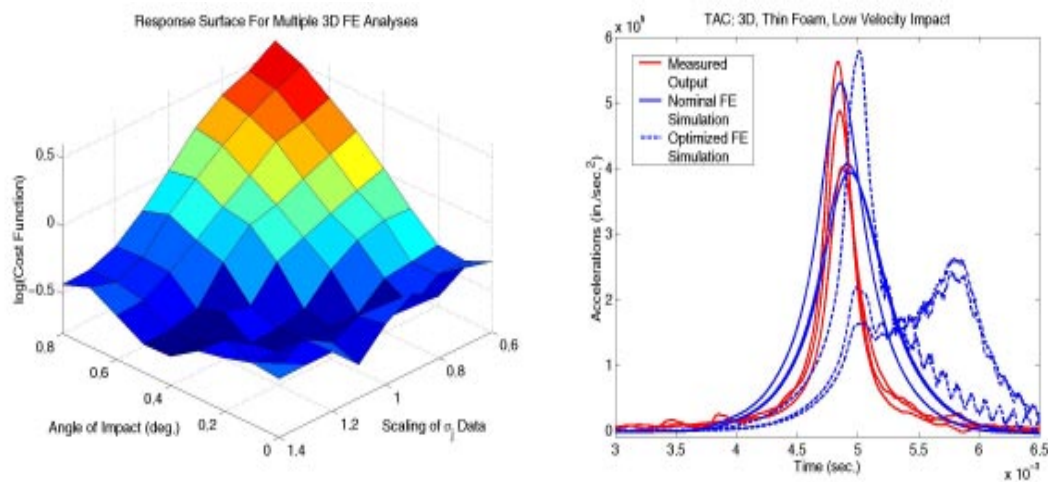 Response Surface For Multiple 3D FE Analyses
log(Cost Function)
0.5
0
−0.5
0.8
0.6
0.4
0.2
0
Angle of Impact (deg.)
1.4
1.2
1
0.8
0.6
Scaling of σj Data
TAC: 3D, Thin Foam, Low Velocity Impact
Accelerations (in./sec.²)
6
5
4
3
2
1
0
Measured
Output
Nominal FE
Simulation
Optimized FE
Simulation
3
3.5
4
4.5
5
5.5
6
6.5
Time (sec.)
x 10⁻³